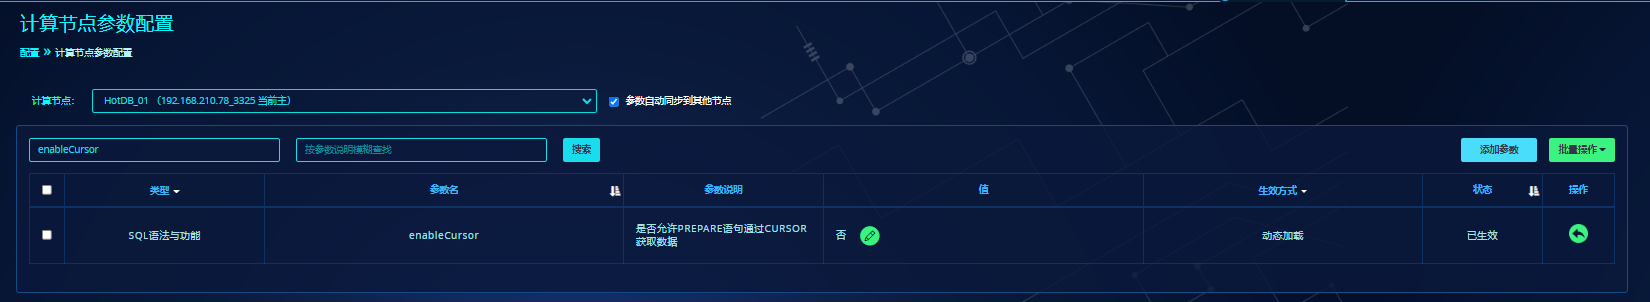 计算节点参数配置
配置 » 计算节点参数配置
计算节点： HotDB_01 （192.168.210.78_3325 当前主） 参数自动同步到其他节点
enableCursor 按参数说明模糊查找 搜索 添加参数 批量操作
类型 参数名 参数说明 值 生效方式 状态 操作
SQL语法与功能 enableCursor 是否允许PREPARE语句通过CURSOR 否 动态加载 已生效
获取数据